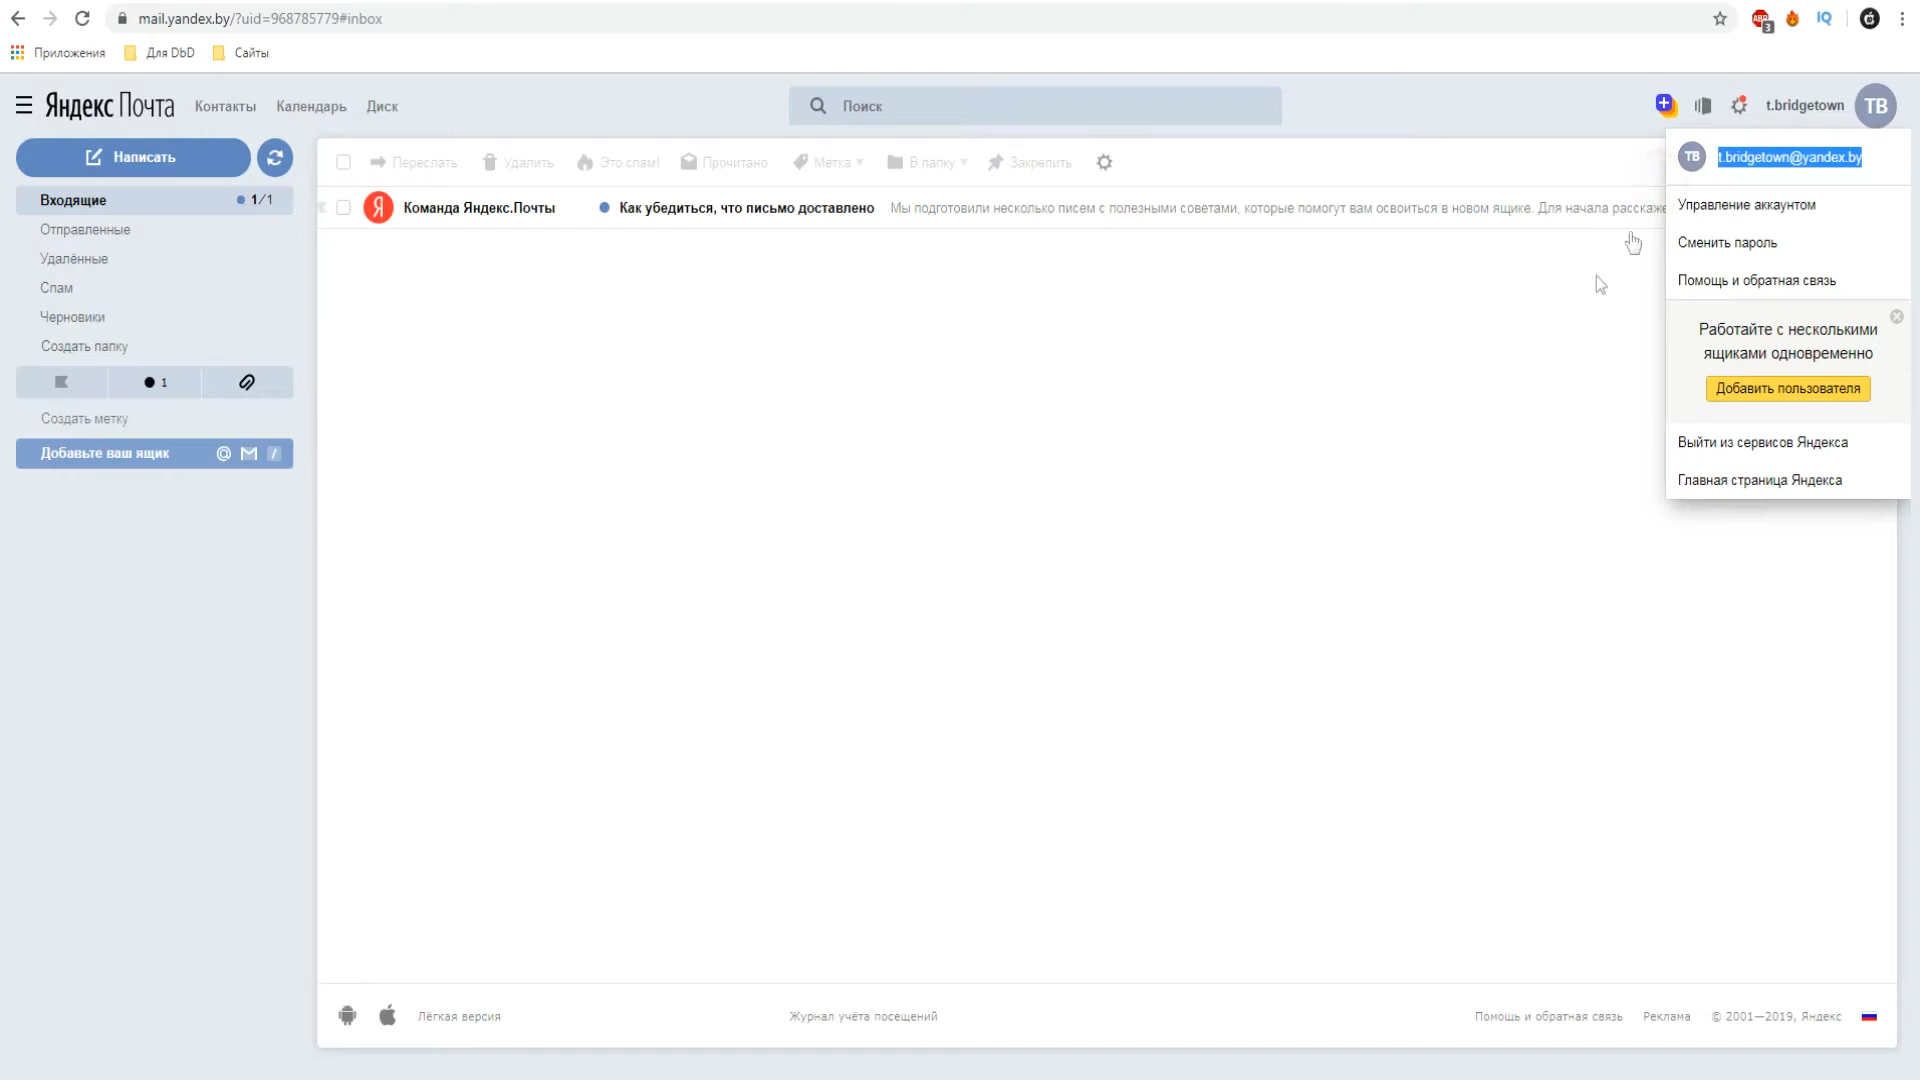 mail.yandex.by/?uid=968785779#inbox
ABP 3
IQ
Приложения Для DbD Сайты
Яндекс Почта Контакты Календарь Диск
Поиск
t.bridgetown TB
Написать
Переслать Удалить Это спам! Прочитано Метка В папку Закрепить
TB t.bridgetown@yandex.by
Входящие 1/1
Я Команда Яндекс.Почты Как убедиться, что письмо доставлено Мы подготовили несколько писем с полезными советами, которые помогут вам освоиться в новом ящике. Для начала расскаже
Управление аккаунтом
Отправленные
Сменить пароль
Удалённые
Помощь и обратная связь
Спам
Черновики
Работайте с несколькими
ящиками одновременно
Создать папку
1
Добавить пользователя
Создать метку
Выйти из сервисов Яндекса
Добавьте ваш ящик @
Главная страница Яндекса
Лёгкая версия Журнал учёта посещений Помощь и обратная связь Реклама © 2001—2019, Яндекс